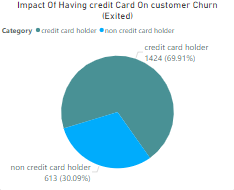 Impact Of Having credit Card On customer Churn
(Exited)
Category credit card holder non credit card holder
credit card holder
1424 (69.91%)
non credit card holder
613 (30.09%)